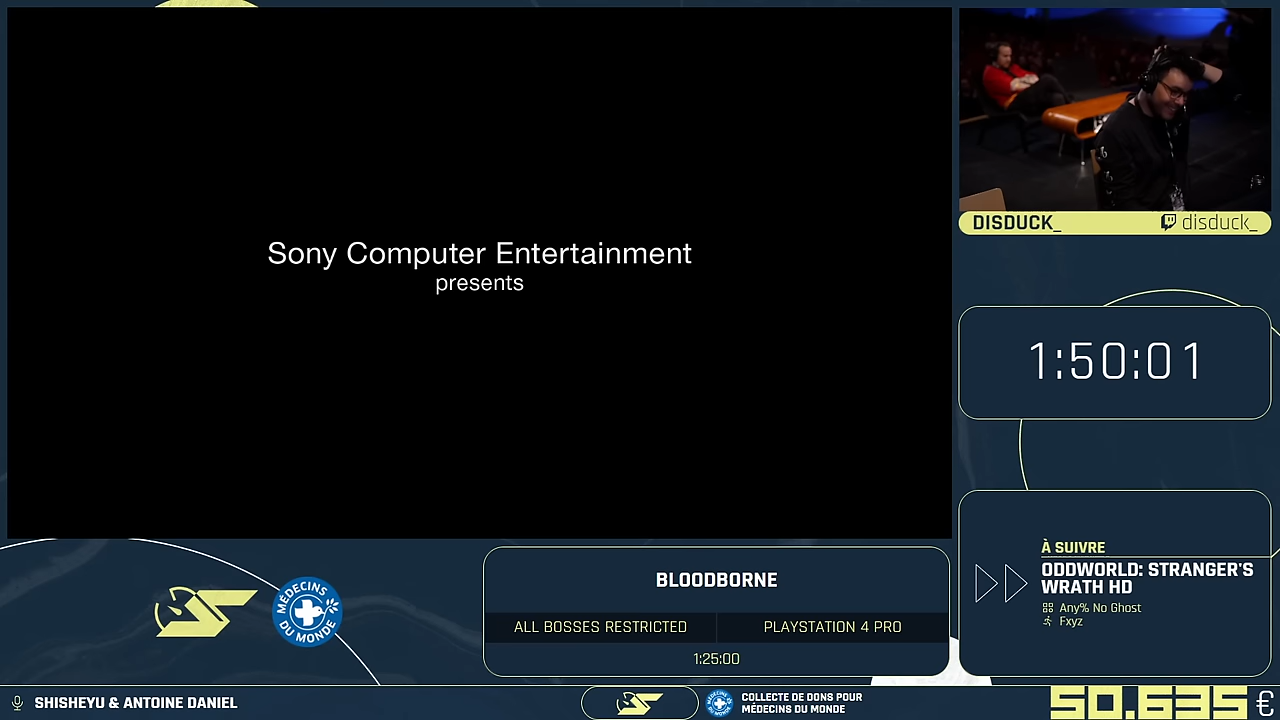 Sony Computer Entertainment
presents
DISDUCK_
disduck_
1:50:01
À SUIVRE
ODDWORLD: STRANGER'S
WRATH HD
Any% No Ghost
Fxyz
MÉDECINS
DU MONDE
BLOODBORNE
ALL BOSSES RESTRICTED
PLAYSTATION 4 PRO
1:25:00
SHISHEYU & ANTOINE DANIEL
COLLECTE DE DONS POUR
MÉDECINS DU MONDE
50.635 €